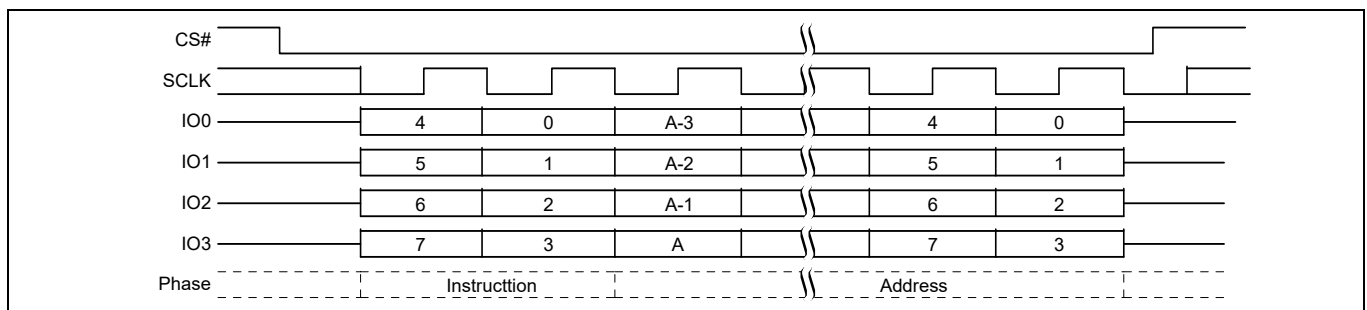 CS#
SCLK
IO0 4 0 A-3 4 0
IO1 5 1 A-2 5 1
IO2 6 2 A-1 6 2
IO3 7 3 A 7 3
Phase Instructtion Address